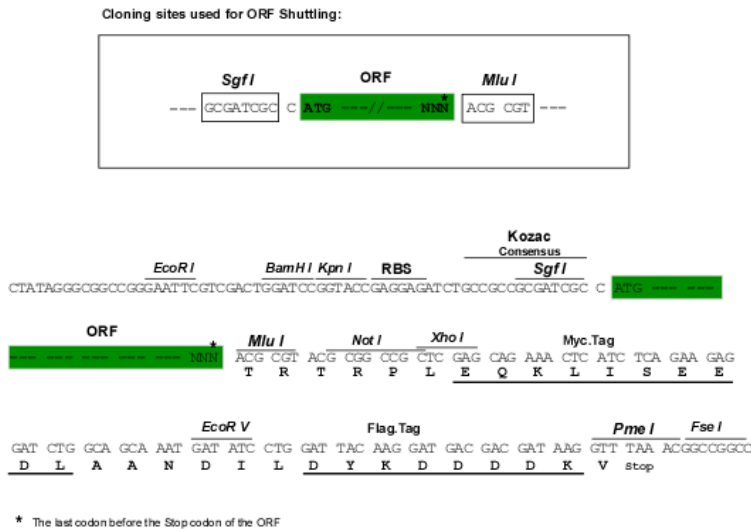 Cloning sites used for ORF Shuttling:
Sgf I ORF Mlu I
--- GCGATCGC C ATG ---//--- NNN* ACG CGT ---
Kozac
Consensus
EcoR I BamH I Kpn I RBS Sgf I
CTATAGGGCGGCCGGGAATTCGTCGACTGGATCCGGTACCGAGGAGATCTGCCGCCGCGATCGC C ATG --- ---
ORF Mlu I Not I Xho I Myc.Tag
--- --- --- --- --- NNN* ACG CGT ACG CGG CCG CTC GAG CAG AAA CTC ATC TCA GAA GAG
T R T R P L E Q K L I S E E
EcoR V Flag.Tag Pme I Fse I
GAT CTG GCA GCA AAT GAT ATC CTG GAT TAC AAG GAT GAC GAC GAT AAG GTT TAA ACGGCCGGCC
D L A A N D I L D Y K D D D D K V Stop
* The last codon before the Stop codon of the ORF